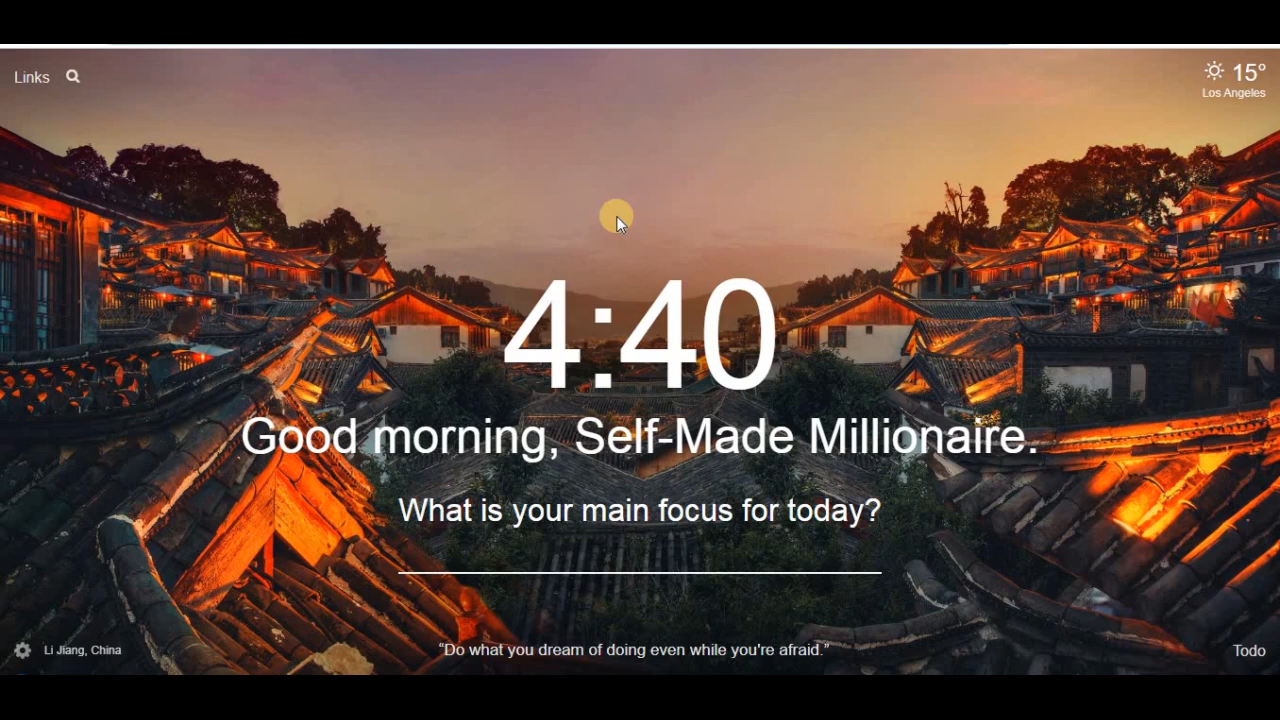 Links
15°
Los Angeles
4:40
Good morning, Self-Made Millionaire.
What is your main focus for today?
Li Jiang, China
“Do what you dream of doing even while you're afraid.”
Todo